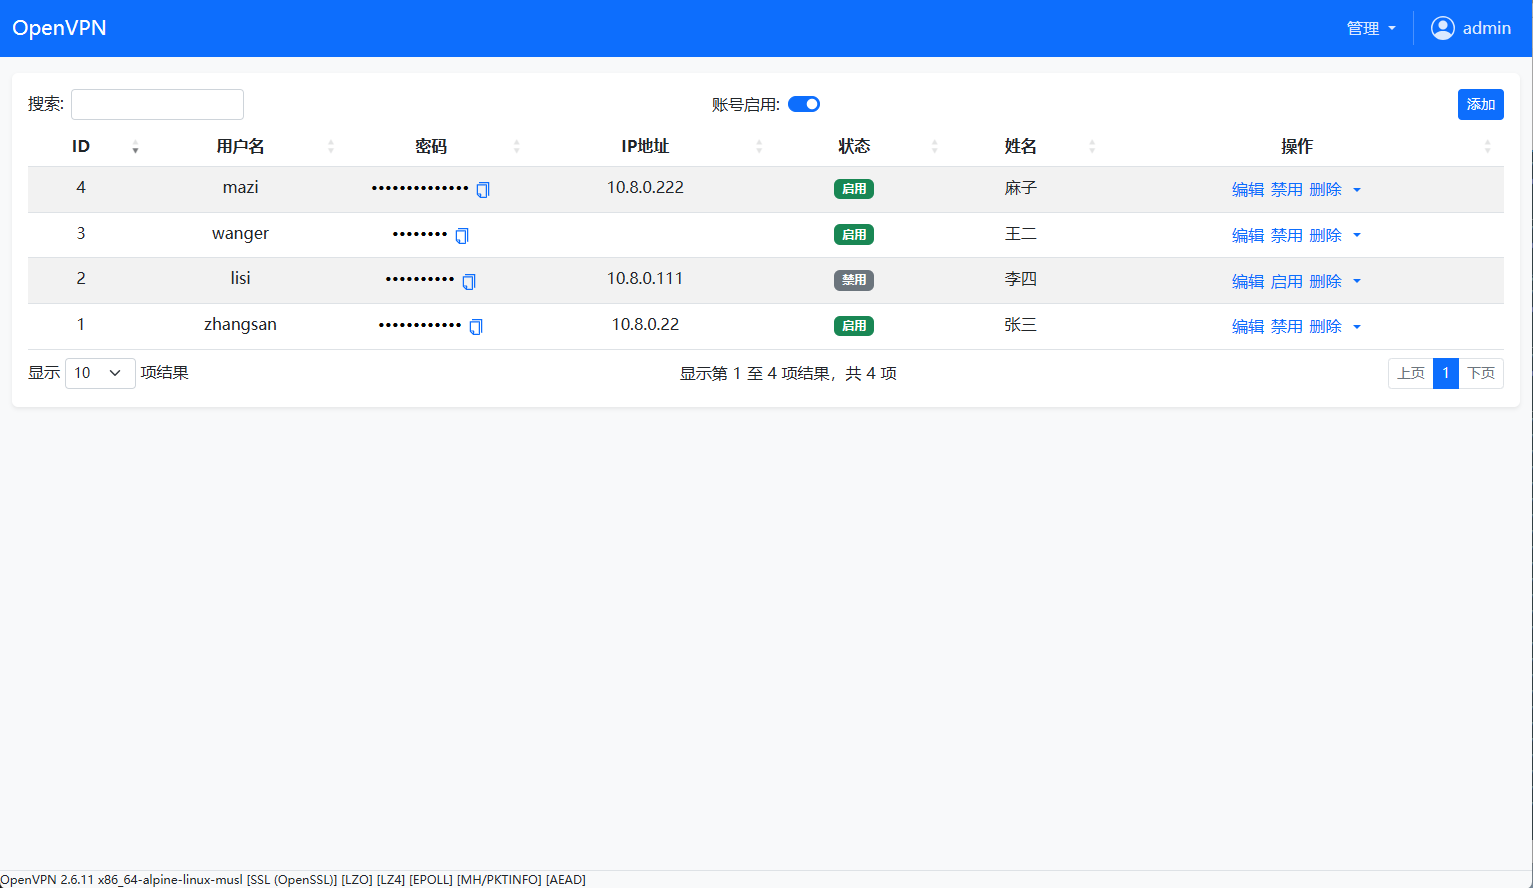 OpenVPN 管理 admin
搜索: 账号启用: 添加
ID 用户名 密码 IP地址 状态 姓名 操作
4 mazi •••••••••••••• 10.8.0.222 启用 麻子 编辑 禁用 删除
3 wanger •••••••• 启用 王二 编辑 禁用 删除
2 lisi •••••••••• 10.8.0.111 禁用 李四 编辑 启用 删除
1 zhangsan •••••••••••• 10.8.0.22 启用 张三 编辑 禁用 删除
显示 10 项结果 显示第 1 至 4 项结果，共 4 项 上页 1 下页
OpenVPN 2.6.11 x86_64-alpine-linux-musl [SSL (OpenSSL)] [LZO] [LZ4] [EPOLL] [MH/PKTINFO] [AEAD]